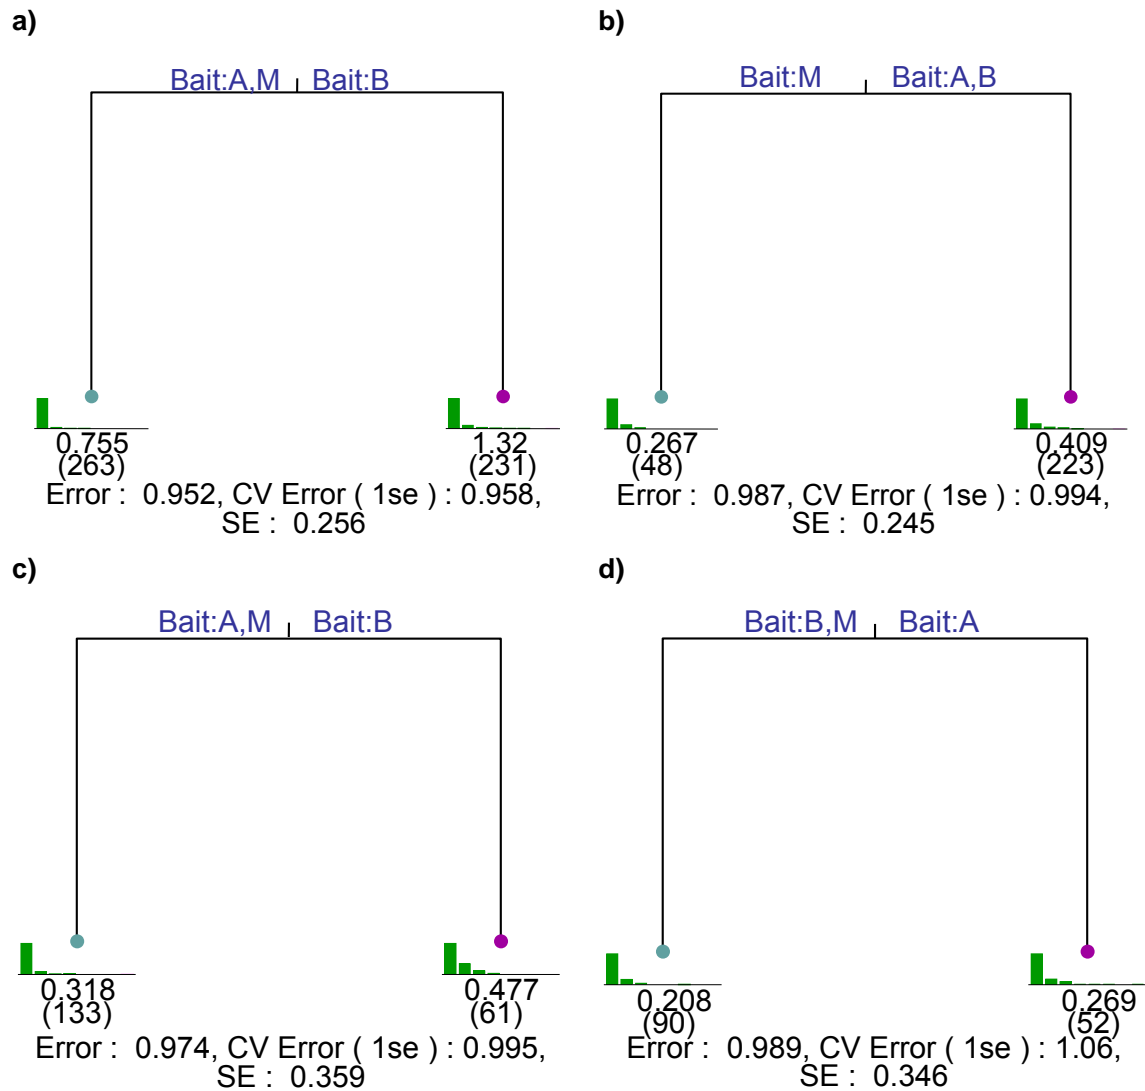 a)
Bait:A,M Bait:B
0.755
(263)
1.32
(231)
Error : 0.952, CV Error ( 1se ) : 0.958,
SE : 0.256
b)
Bait:M Bait:A,B
0.267
(48)
0.409
(223)
Error : 0.987, CV Error ( 1se ) : 0.994,
SE : 0.245
c)
Bait:A,M Bait:B
0.318
(133)
0.477
(61)
Error : 0.974, CV Error ( 1se ) : 0.995,
SE : 0.359
d)
Bait:B,M Bait:A
0.208
(90)
0.269
(52)
Error : 0.989, CV Error ( 1se ) : 1.06,
SE : 0.346